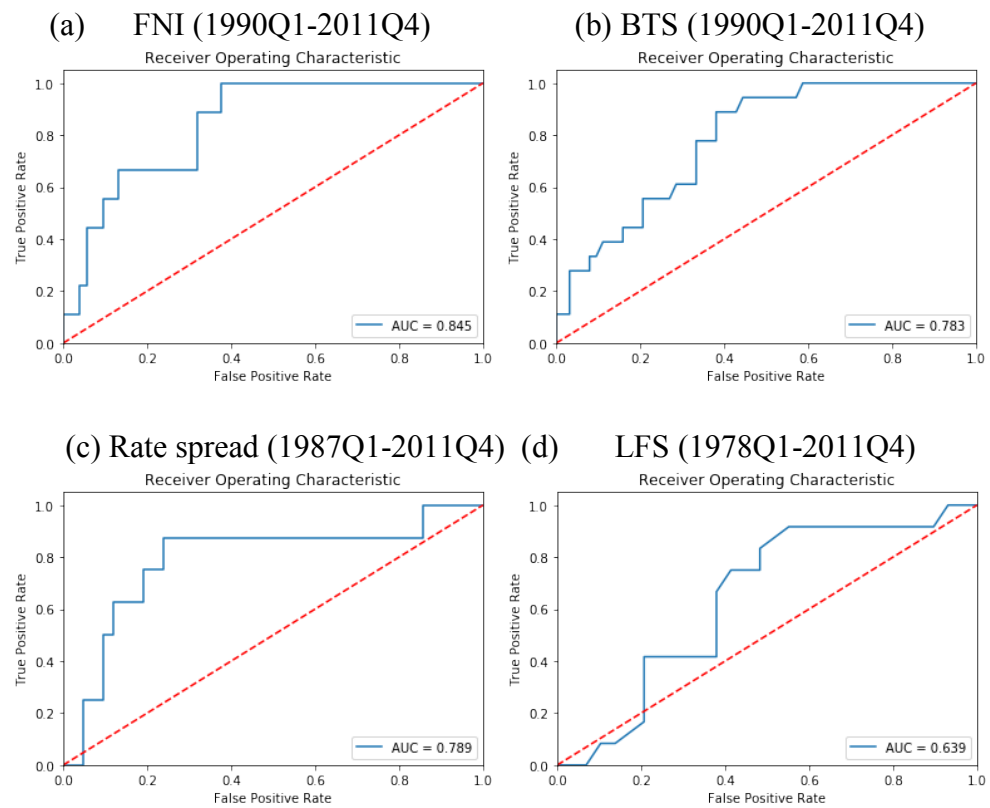 (a) FNI (1990Q1-2011Q4)
Receiver Operating Characteristic
1.0
0.8
0.6
0.4
0.2
0.0
True Positive Rate
0.0 0.2 0.4 0.6 0.8 1.0
False Positive Rate
AUC = 0.845
(b) BTS (1990Q1-2011Q4)
Receiver Operating Characteristic
1.0
0.8
0.6
0.4
0.2
0.0
True Positive Rate
0.0 0.2 0.4 0.6 0.8 1.0
False Positive Rate
AUC = 0.783
(c) Rate spread (1987Q1-2011Q4)
Receiver Operating Characteristic
1.0
0.8
0.6
0.4
0.2
0.0
True Positive Rate
0.0 0.2 0.4 0.6 0.8 1.0
False Positive Rate
AUC = 0.789
(d) LFS (1978Q1-2011Q4)
Receiver Operating Characteristic
1.0
0.8
0.6
0.4
0.2
0.0
True Positive Rate
0.0 0.2 0.4 0.6 0.8 1.0
False Positive Rate
AUC = 0.639